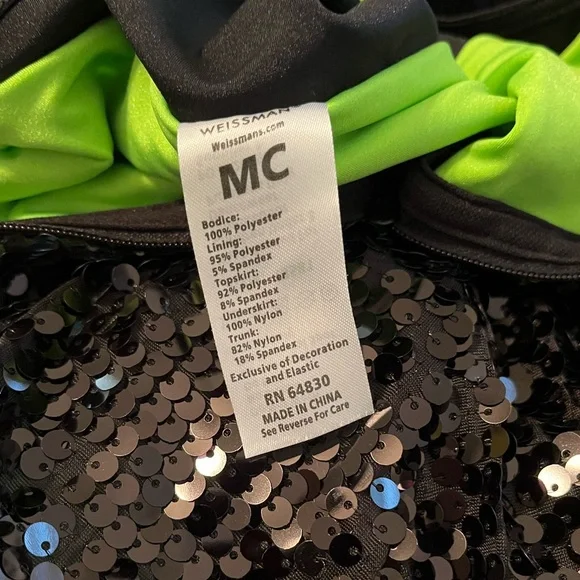 WEISSMAN
Weissmans.com
MC
Bodice:
100% Polyester
Lining:
95% Polyester
5% Spandex
Topskirt:
92% Polyester
8% Spandex
Underskirt:
100% Nylon
Trunk:
82% Nylon
18% Spandex
Exclusive of Decoration
and Elastic
RN 64830
MADE IN CHINA
See Reverse For Care